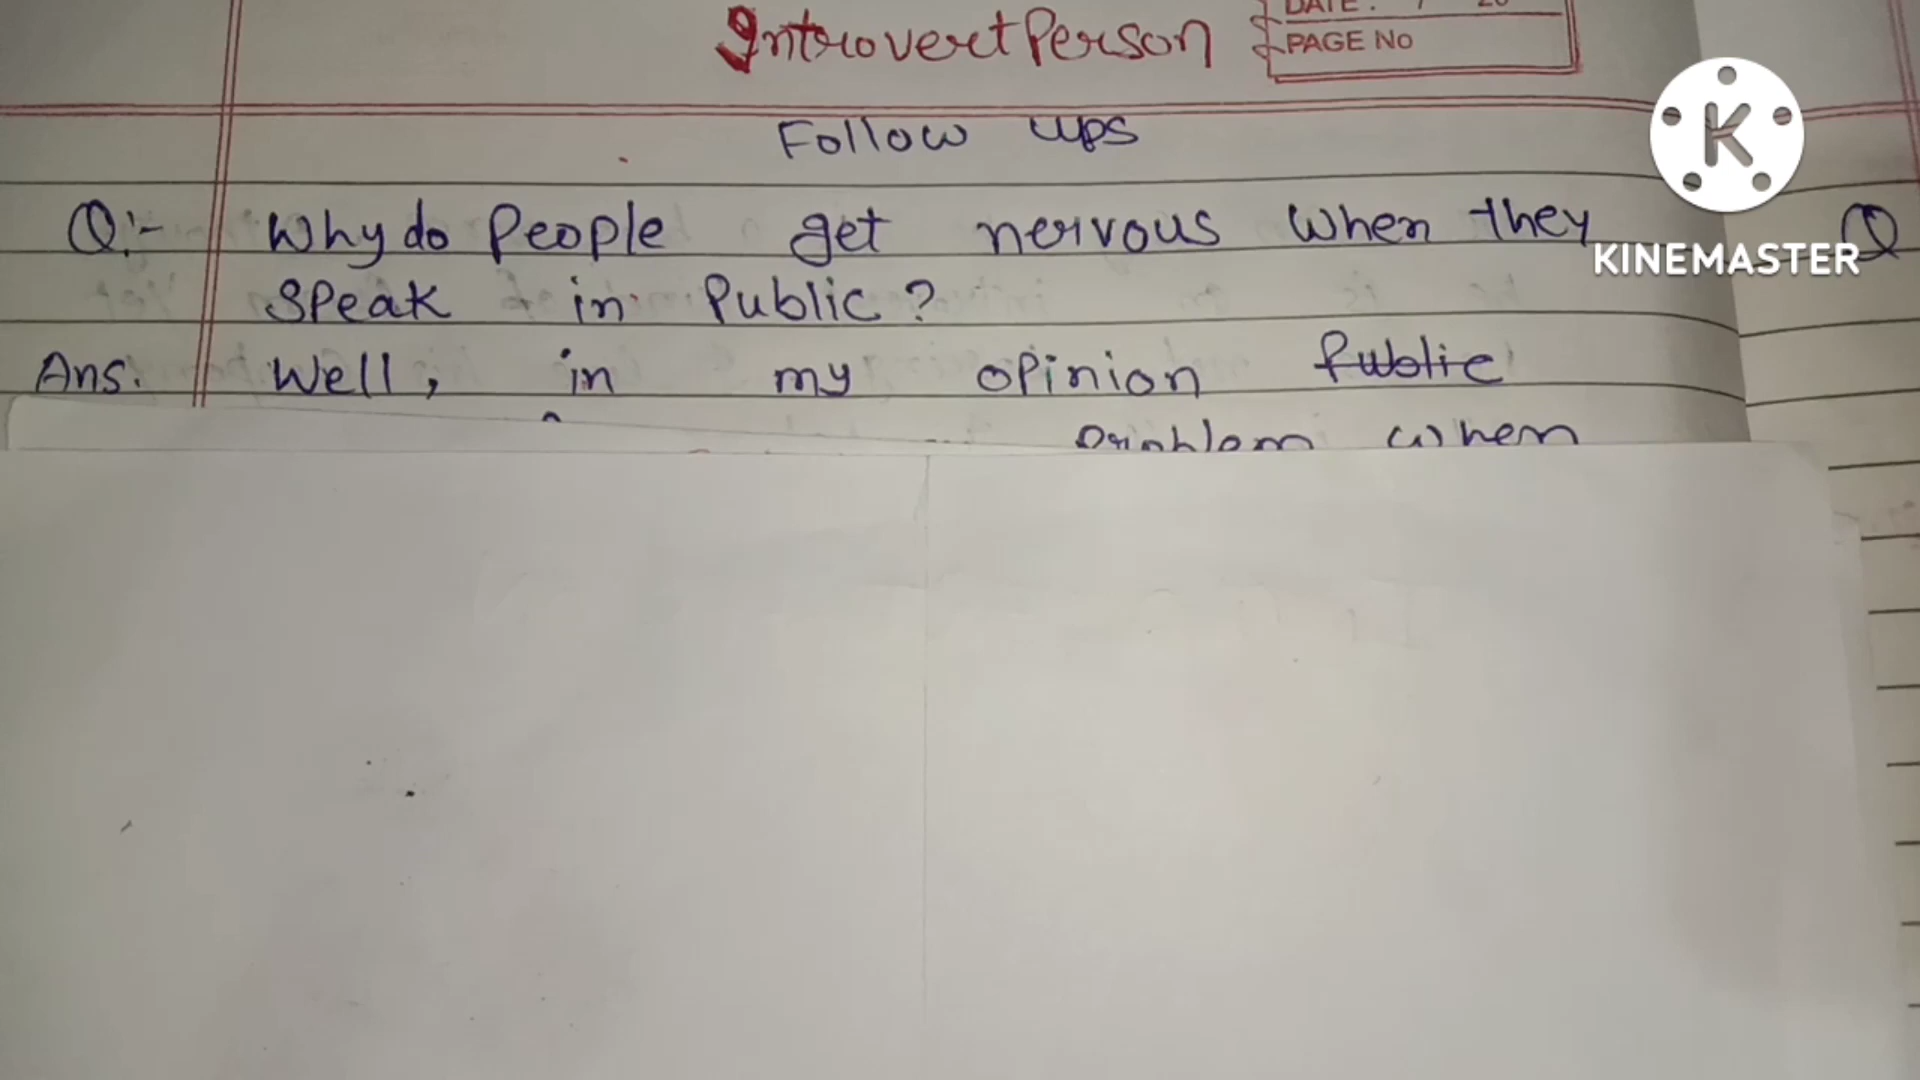 Introvert Person
PAGE No
Follow ups
Q:- Why do People get nervous when they
speak in Public?
Ans. Well, in my opinion Public
when
Q
K
KINEMASTER